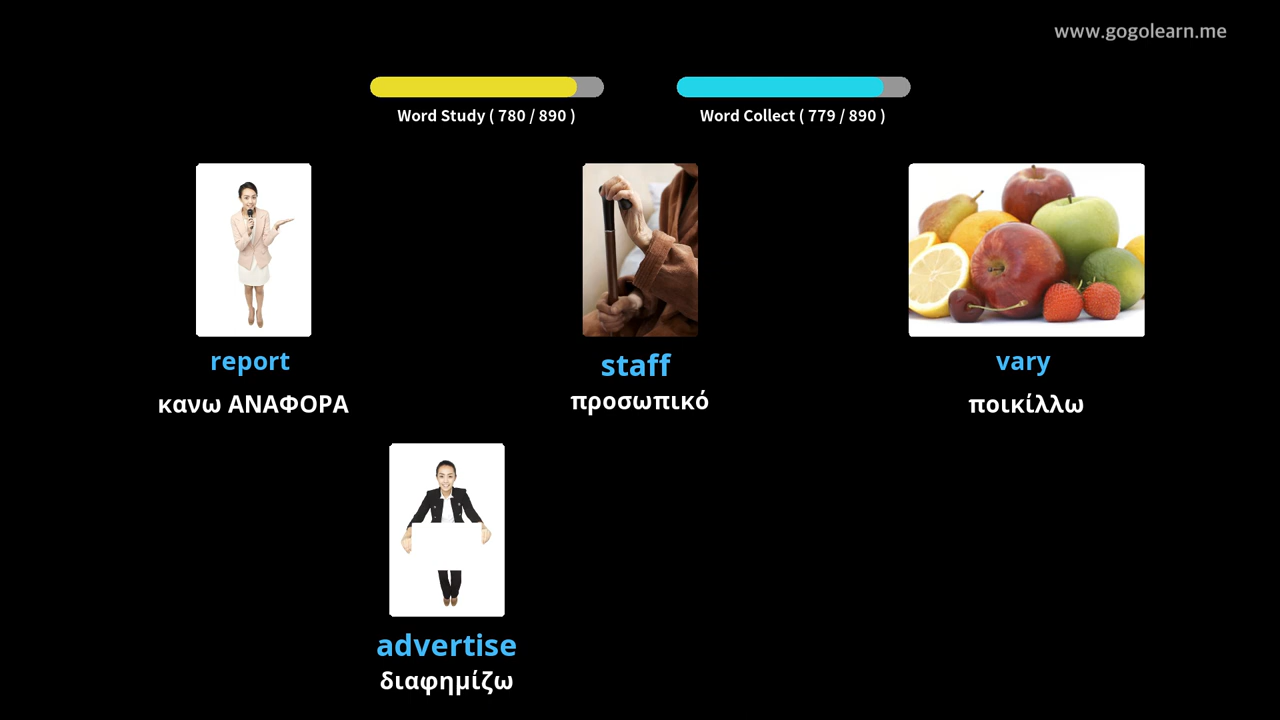 www.gogolearn.me
Word Study ( 780 / 890 )
Word Collect ( 779 / 890 )
report
staff
vary
κανω ΑΝΑΦΟΡΑ
προσωπικό
ποικίλλω
advertise
διαφημίζω